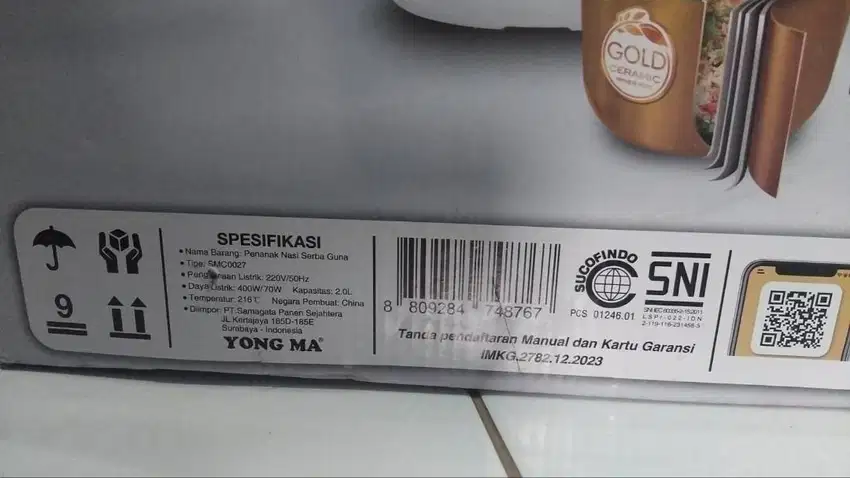 GOLD
CERAMIC
9
SPESIFIKASI
• Nama Barang: Penanak Nasi Serba Guna
• Tipe: SMC0027
• Penggunaan Listrik: 220V/50Hz
• Daya Listrik: 400W/70W Kapasitas: 2.0L
• Temperatur: 216℃ Negara Pembuat: China
• Diimpor: PT.Samagata Panen Sejahtera
JL.Kertajaya 185D-185E
Surabaya - Indonesia
YONG MA®
8 809284 748767
Tanda pendaftaran Manual dan Kartu Garansi
IMKG.2782.12.2023
SUCOFINDO
PCS 01246.01
SNI